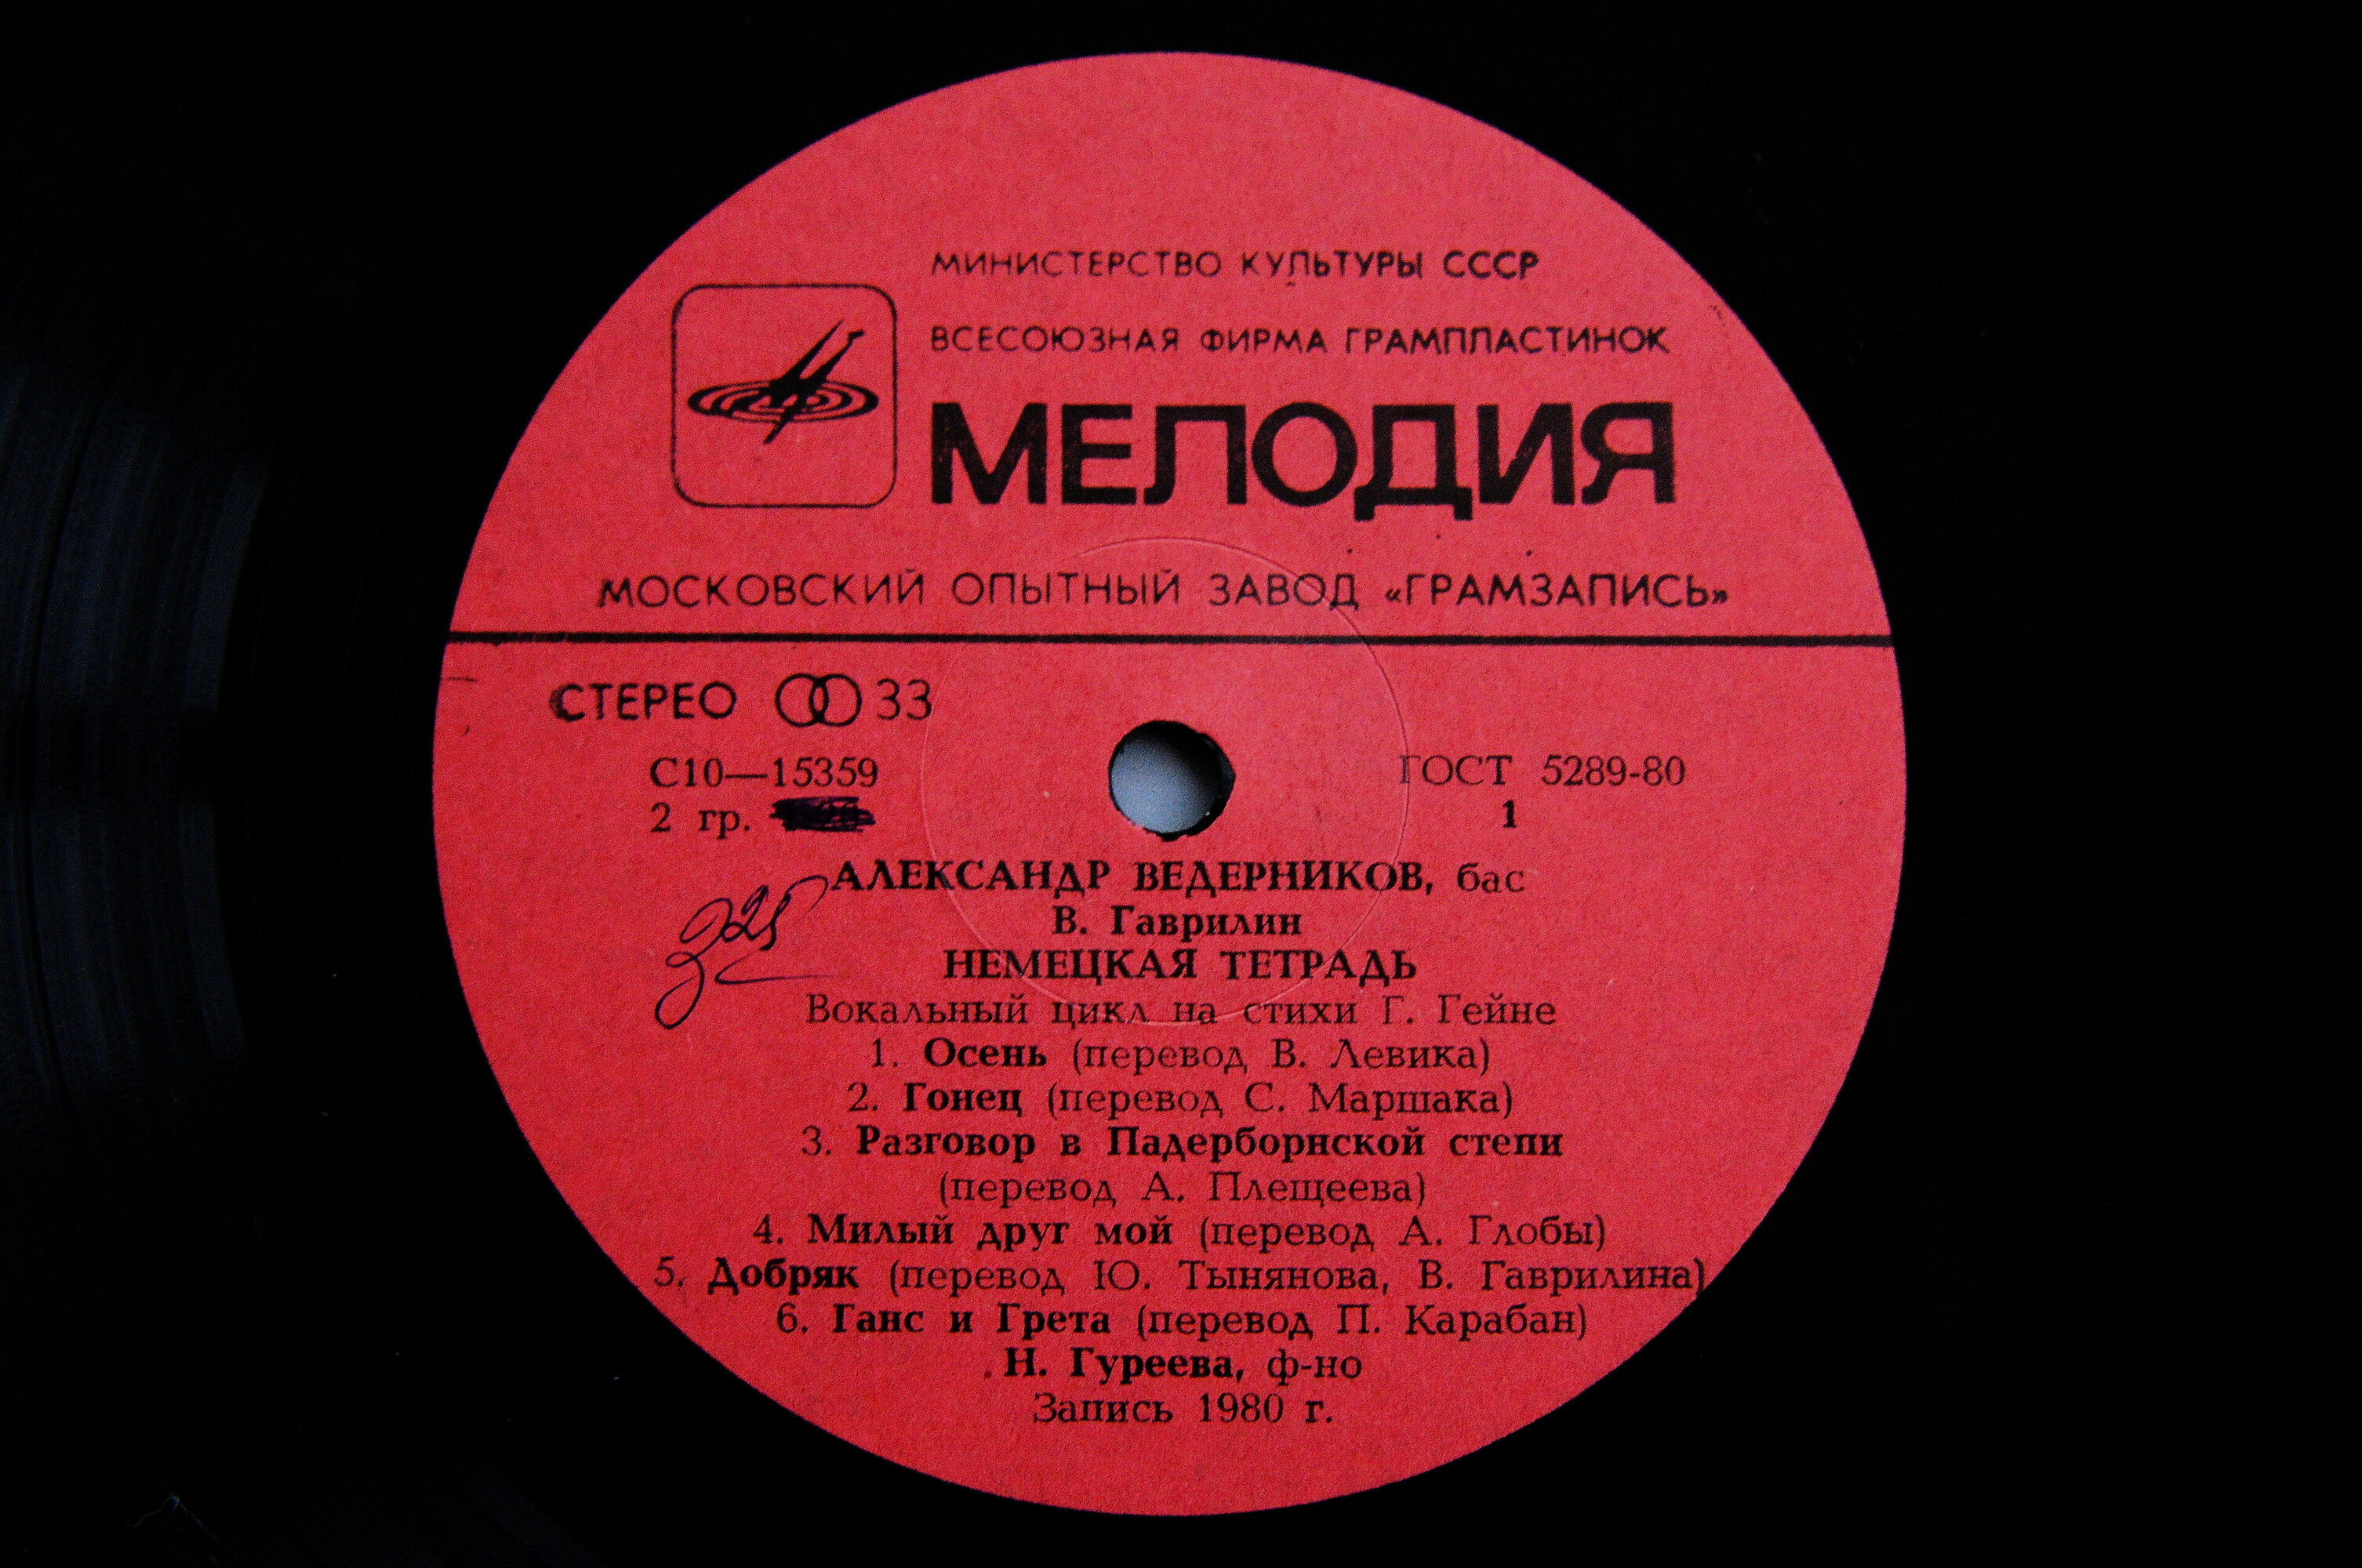 МИНИСТЕРСТВО КУЛЬТУРЫ СССР
ВСЕСОЮЗНАЯ ФИРМА ГРАМПЛАСТИНОК
МЕЛОДИЯ
МОСКОВСКИЙ ОПЫТНЫЙ ЗАВОД «ГРАМЗАПИСЬ»
СТЕРЕО 33
С10—15359
2 гр.
ГОСТ 5289-80
1
АЛЕКСАНДР ВЕДЕРНИКОВ, бас
В. Гаврилин
НЕМЕЦКАЯ ТЕТРАДЬ
Вокальный цикл на стихи Г. Гейне
1. Осень (перевод В. Левика)
2. Гонец (перевод С. Маршака)
3. Разговор в Падерборнской степи
(перевод А. Плещеева)
4. Милый друг мой (перевод А. Глобы)
5. Добряк (перевод Ю. Тынянова, В. Гаврилина)
6. Ганс и Грета (перевод П. Карабан)
Н. Гуреева, ф-но
Запись 1980 г.